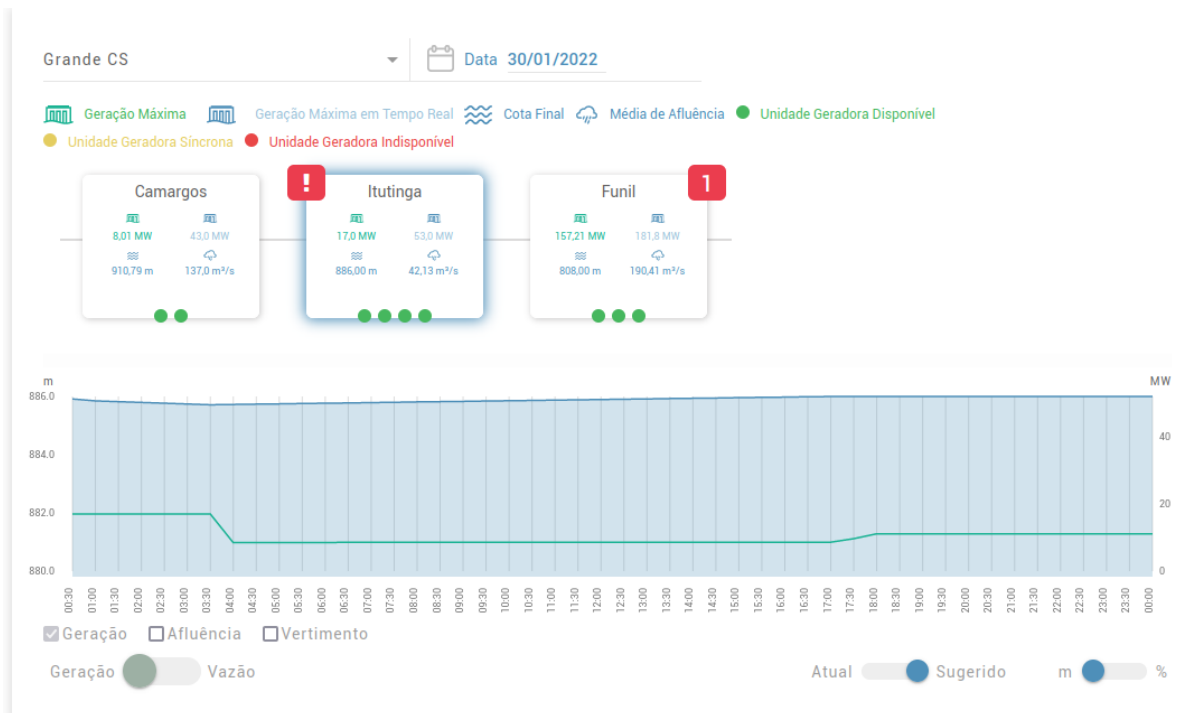 Grande CS
Data 30/01/2022
Geração Máxima Geração Máxima em Tempo Real Cota Final Média de Afluência Unidade Geradora Disponível
Unidade Geradora Síncrona Unidade Geradora Indisponível
Camargos ! Itutinga Funil 1
8,01 MW 43,0 MW 17,0 MW 53,0 MW 157,21 MW 181,8 MW
910,79 m 137,0 m³/s 886,00 m 42,13 m³/s 808,00 m 190,41 m³/s
m MW
886.0
884.0 40
882.0 20
880.0 0
00:30 01:00 01:30 02:00 02:30 03:00 03:30 04:00 04:30 05:00 05:30 06:00 06:30 07:00 07:30 08:00 08:30 09:00 09:30 10:00 10:30 11:00 11:30 12:00 12:30 13:00 13:30 14:00 14:30 15:00 15:30 16:00 16:30 17:00 17:30 18:00 18:30 19:00 19:30 20:00 20:30 21:00 21:30 22:00 22:30 23:00 23:30 00:00
Geração Afluência Vertimento
Geração Vazão Atual Sugerido m %